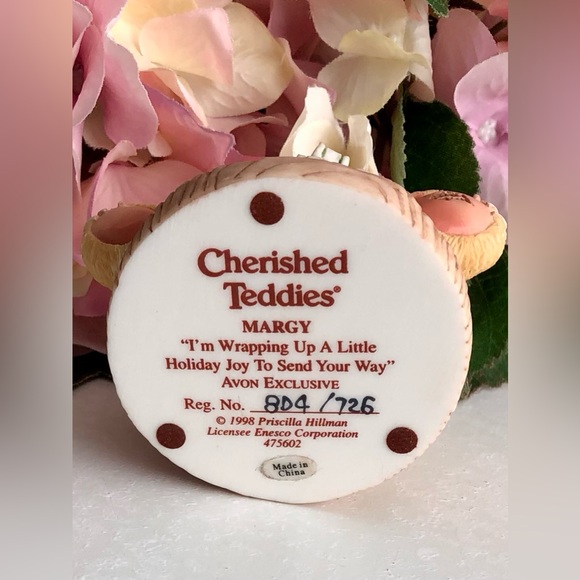 Cherished
Teddies®
MARGY
“I'm Wrapping Up A Little
Holiday Joy To Send Your Way”
AVON EXCLUSIVE
Reg. No. 8D4/726
© 1998 Priscilla Hillman
Licensee Enesco Corporation
475602
Made in
China